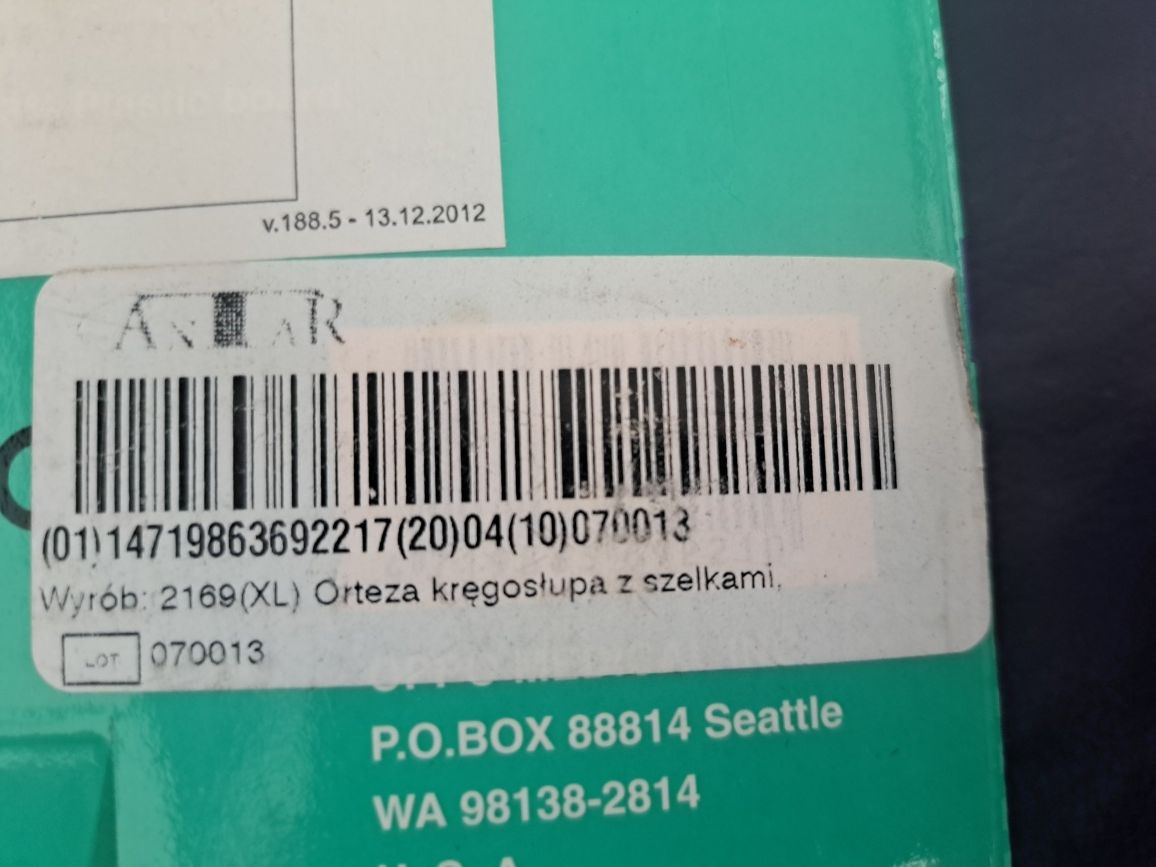 v.188.5 - 13.12.2012
ANTAR
(01)14719863692217(20)04(10)070013
Wyrób: 2169(XL) Orteza kręgosłupa z szelkami,
LOT 070013
P.O.BOX 88814 Seattle
WA 98138-2814